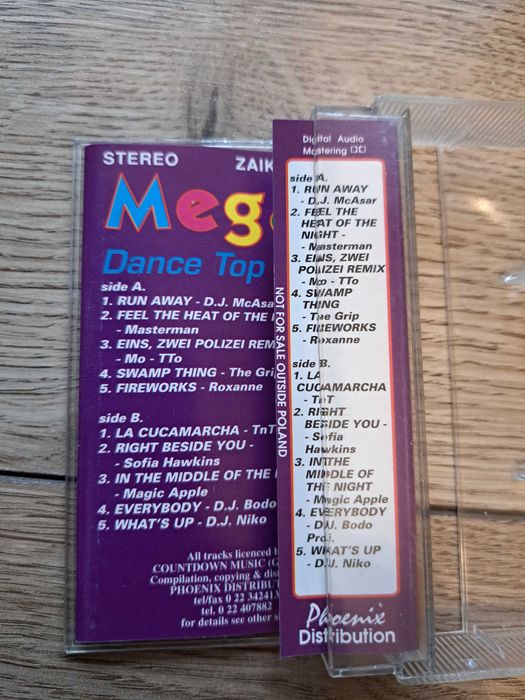 STEREO ZAIK
Mega
Dance Top
side A.
1. RUN AWAY - D.J. McAsar
2. FEEL THE HEAT OF THE
- Masterman
3. EINS, ZWEI POLIZEI REM
- Mo - TTo
4. SWAMP THING - The Grip
5. FIREWORKS - Roxanne
side B.
1. LA CUCAMARCHA - TnT
2. RIGHT BESIDE YOU -
- Sofia Hawkins
3. IN THE MIDDLE OF THE
- Magic Apple
4. EVERYBODY - D.J. Bodo
5. WHAT'S UP - D.J. Niko
All tracks licenced b
COUNTDOWN MUSIC (G
Compilation, copying & dis
PHOENIX DISTRIBUTI
tel/fax 0 22 342413
tel. 0 22 407882
for details see other s
NOT FOR SALE OUTSIDE POLAND
Digital Audio
Mastering
side A.
1. RUN AWAY
- D.J. McAsar
2. FEEL THE
HEAT OF THE
NIGHT -
- Masterman
3. EINS, ZWEI
POLIZEI REMIX
- Mo - TTo
4. SWAMP
THING
- The Grip
5. FIREWORKS
- Roxanne
side B.
1. LA
CUCAMARCHA
- TnT
2. RIGHT
BESIDE YOU -
- Sofia
Hawkins
3. IN THE
MIDDLE OF
THE NIGHT
- Magic Apple
4. EVERYBODY
- D.J. Bodo
Proj.
5. WHAT'S UP
- D.J. Niko
Phoenix
Distribution